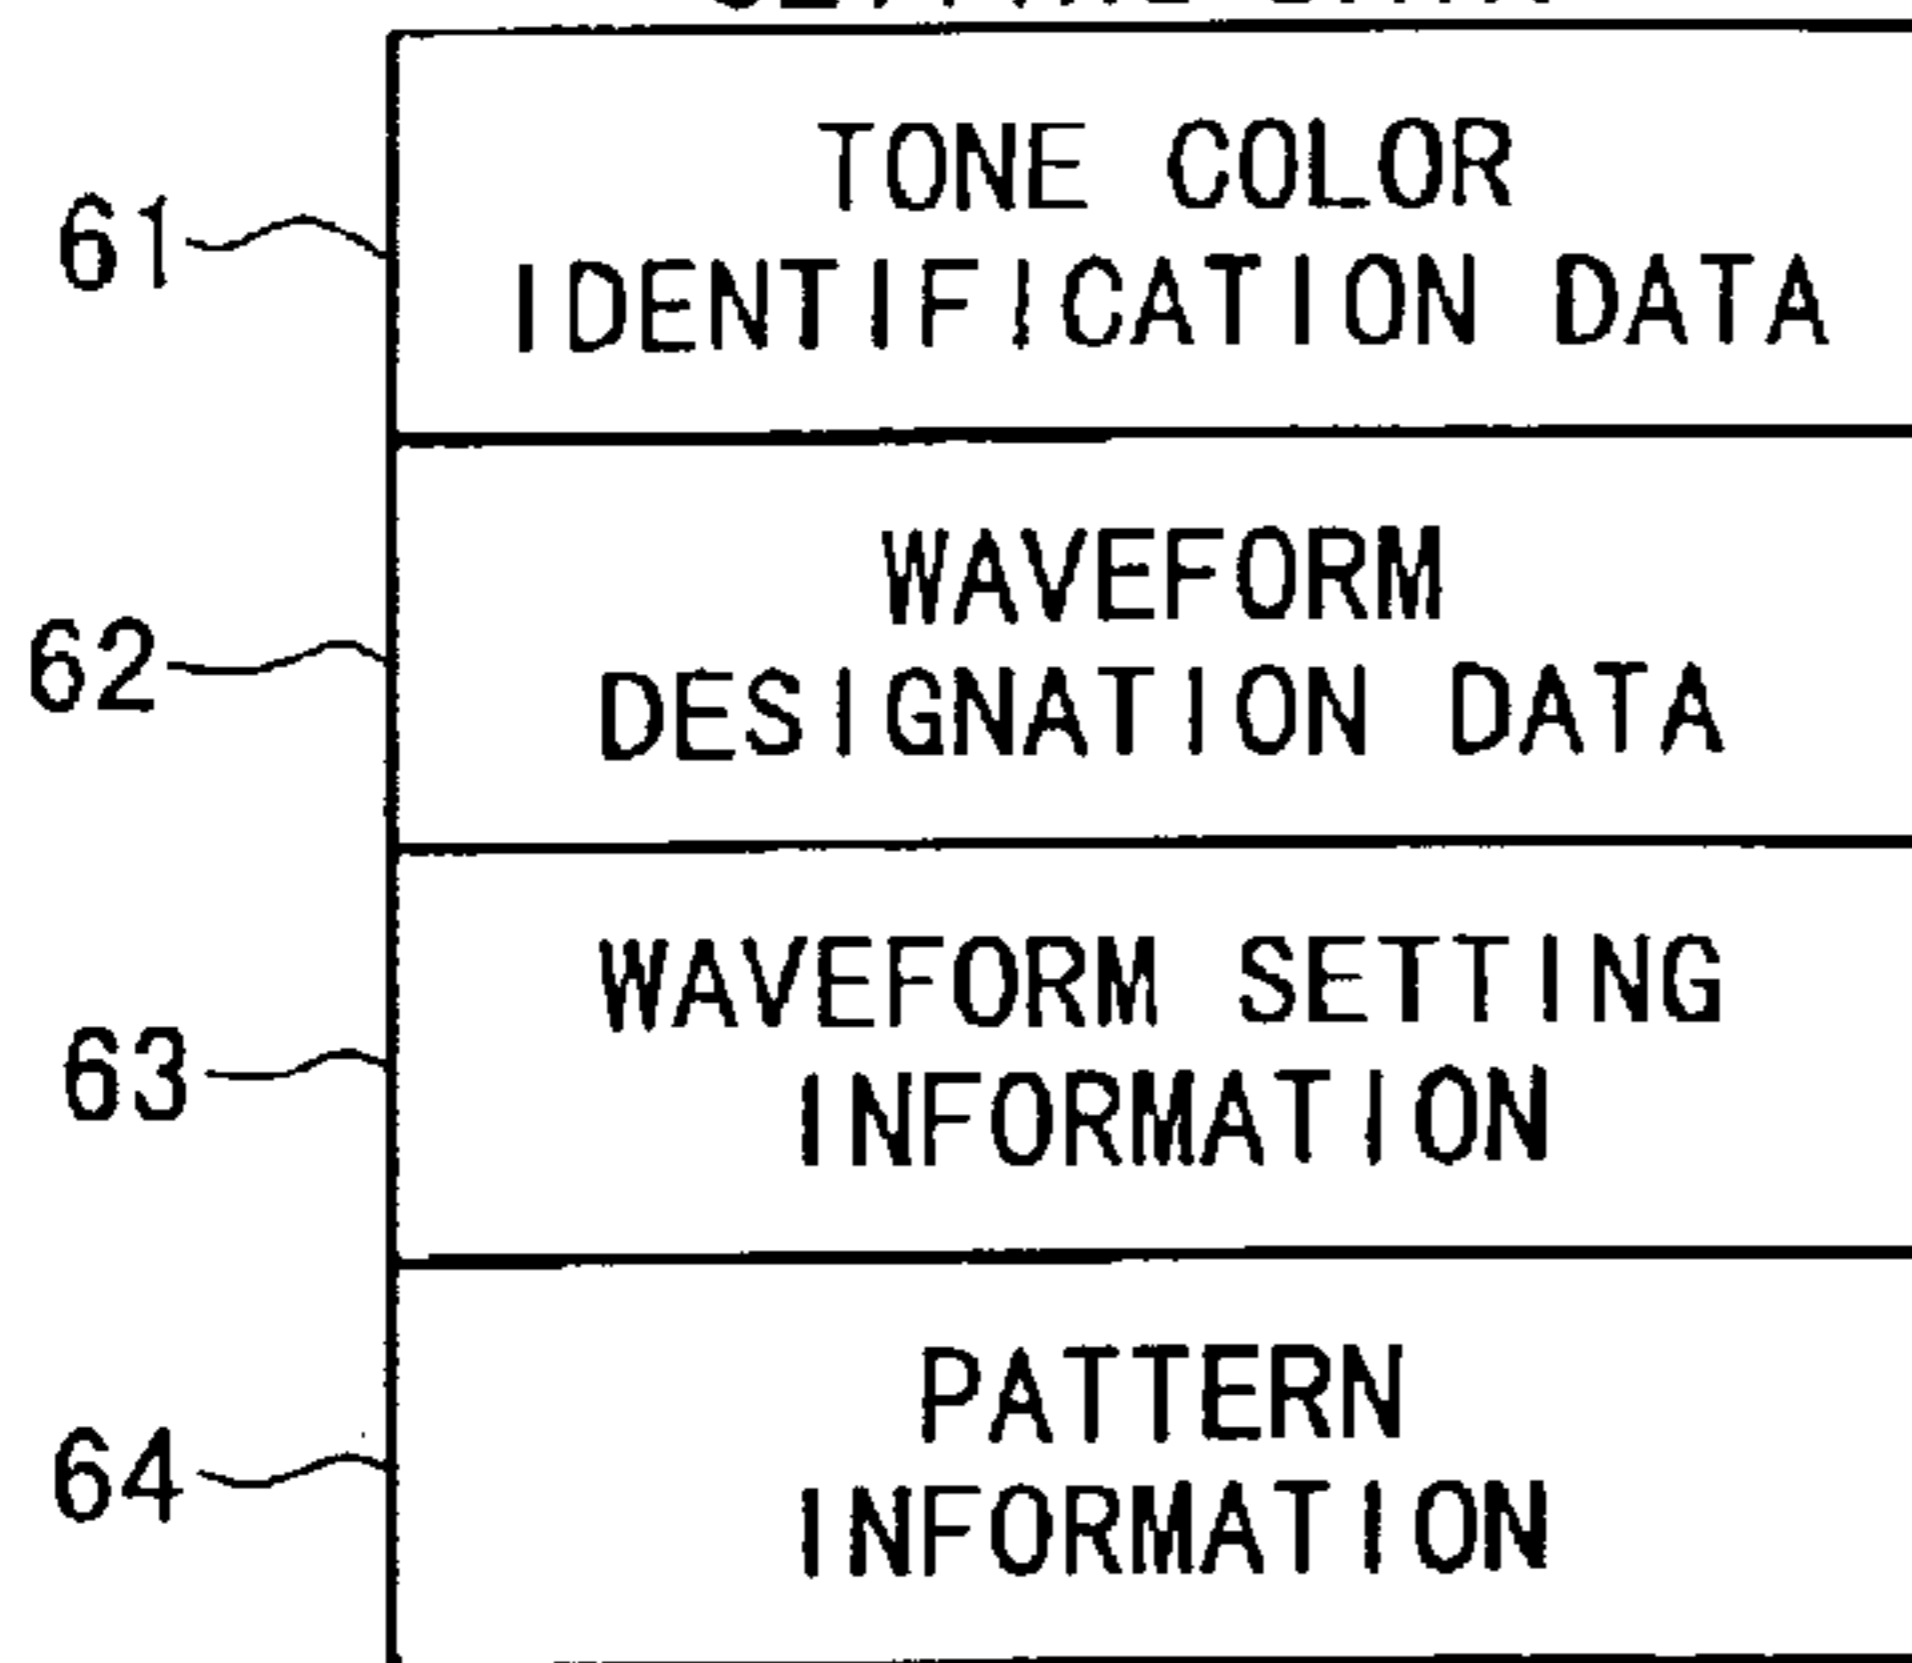 61
TONE COLOR
IDENTIFICATION DATA
62
WAVEFORM
DESIGNATION DATA
63
WAVEFORM SETTING
INFORMATION
64
PATTERN
INFORMATION